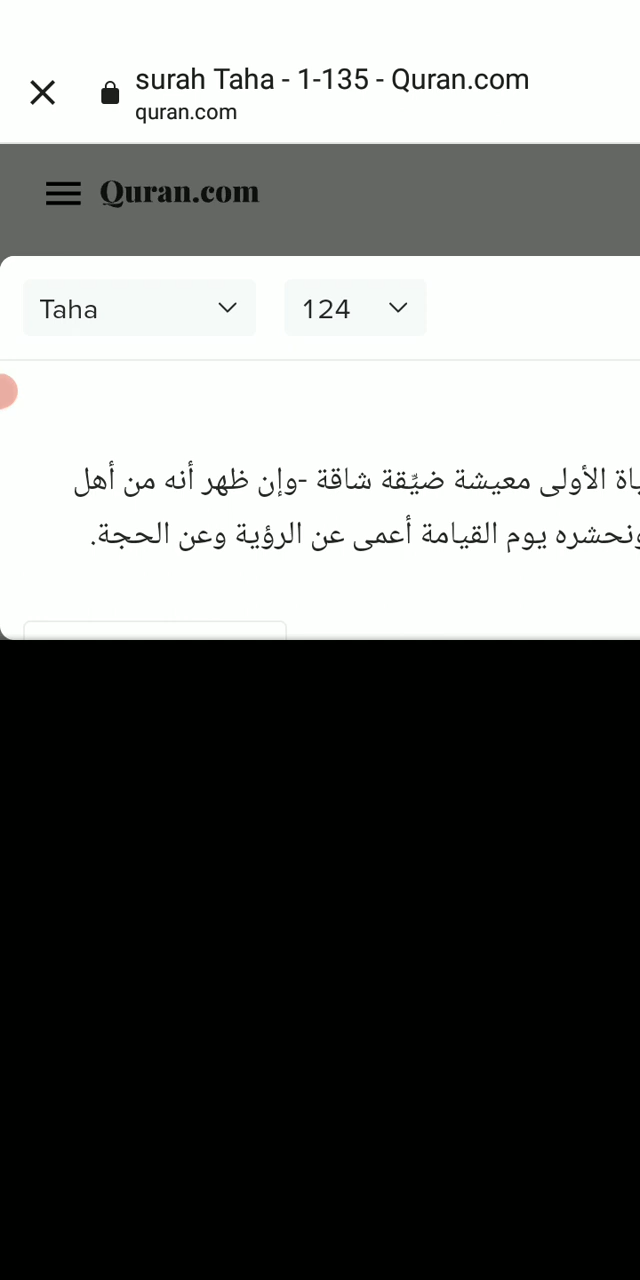 surah Taha - 1-135 - Quran.com
quran.com
Quran.com
Taha
124
الأولى معيشة ضيِّقة شاقة -وإن ظهر أنه من أهل
ونحشره يوم القيامة أعمى عن الرؤية وعن الحجة.